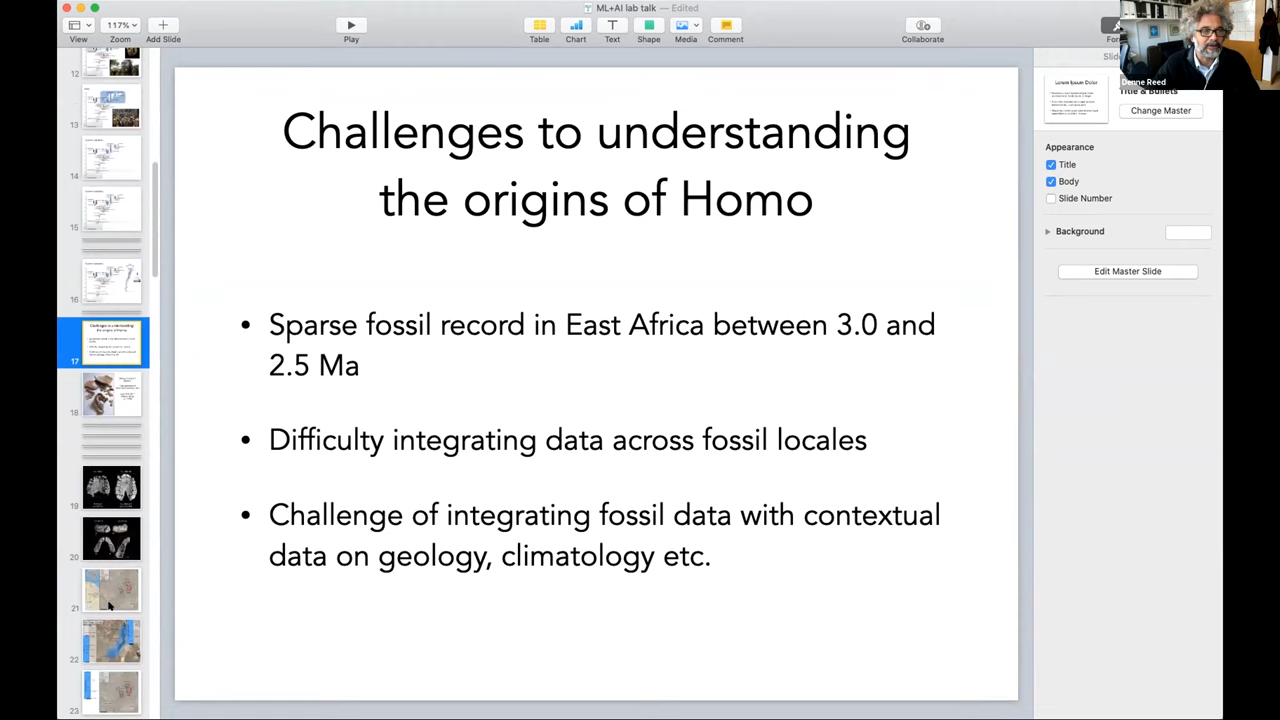 ML+AI lab talk — Edited
117%
View
Zoom
Add Slide
Play
Table
Chart
Text
Shape
Media
Comment
Collaborate
Denne Reed
12
13
14
15
16
17
18
19
20
21
22
23
Challenges to understanding
the origins of Homo
• Sparse fossil record in East Africa between 3.0 and
2.5 Ma
• Difficulty integrating data across fossil locales
• Challenge of integrating fossil data with contextual
data on geology, climatology etc.
Title & Bullets
Change Master
Appearance
Title
Body
Slide Number
Background
Edit Master Slide